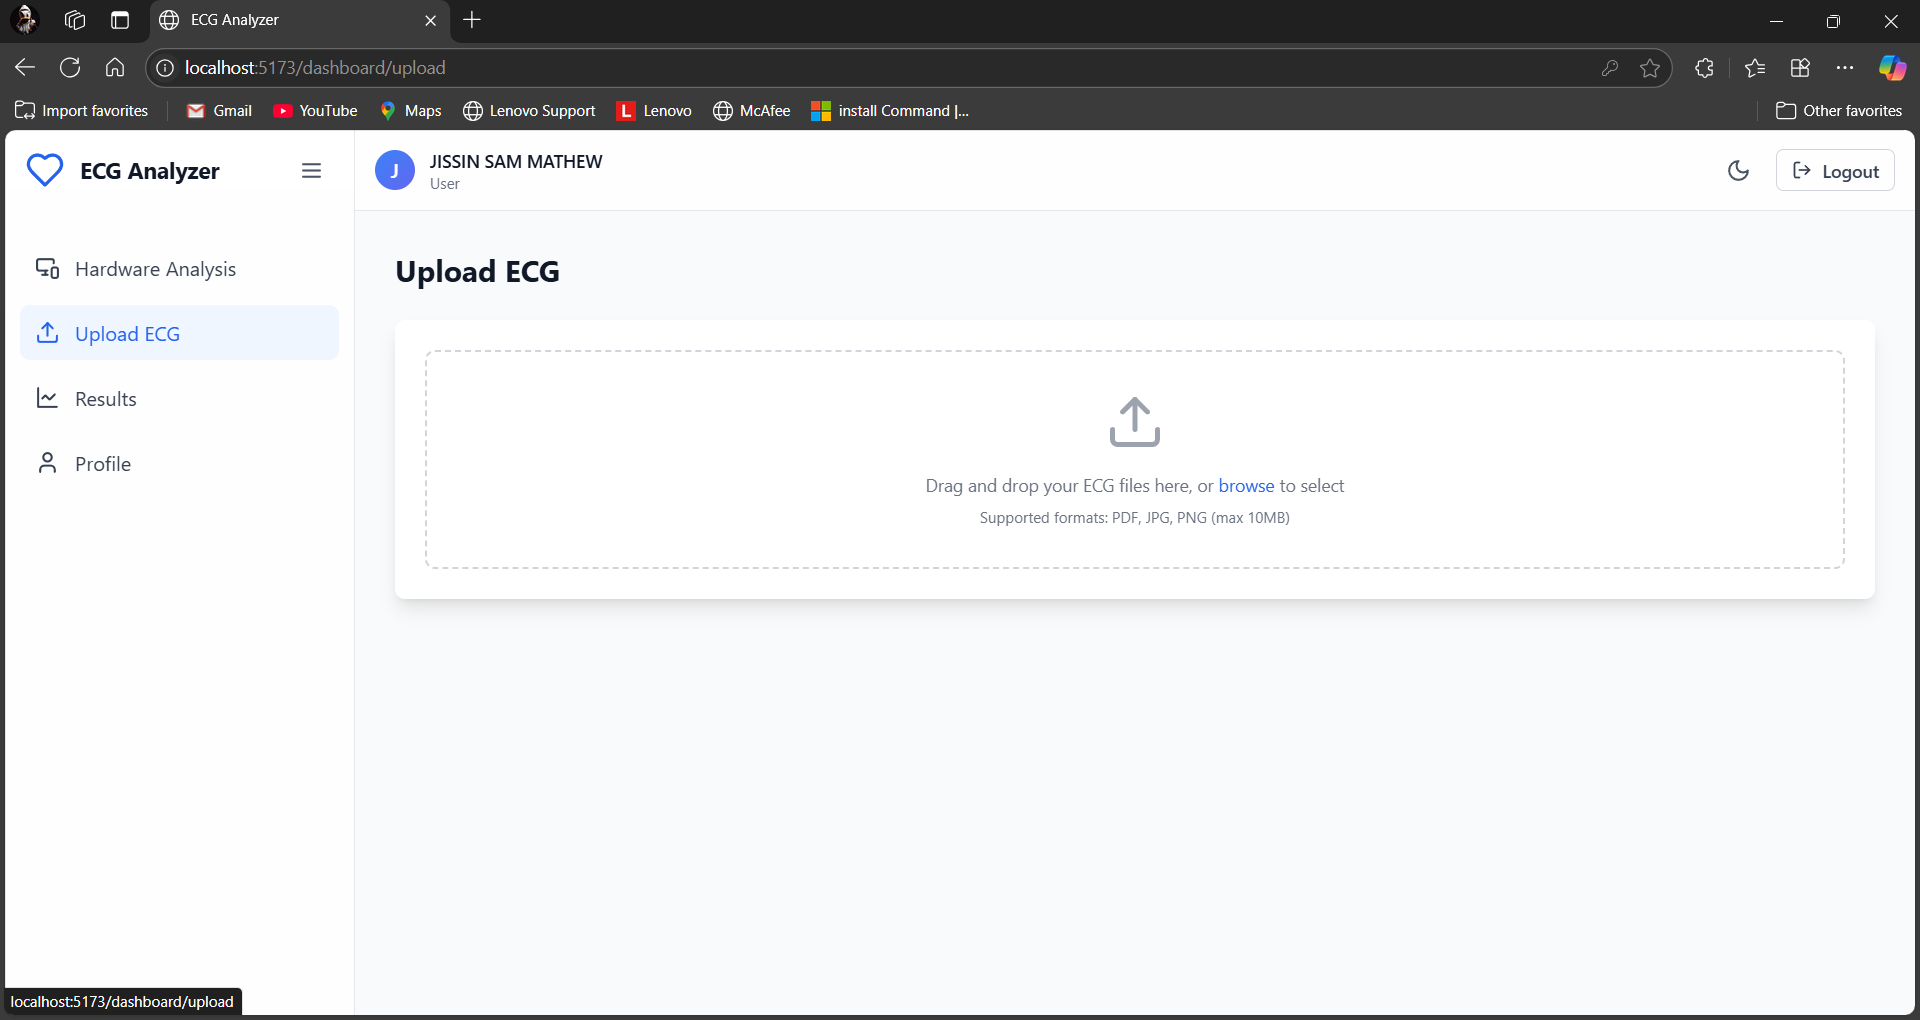 ECG Analyzer
localhost:5173/dashboard/upload
Import favorites
Gmail
YouTube
Maps
Lenovo Support
L Lenovo
McAfee
install Command |...
Other favorites
ECG Analyzer
J
JISSIN SAM MATHEW
User
Logout
Hardware Analysis
Upload ECG
Results
Profile
Upload ECG
Drag and drop your ECG files here, or browse to select
Supported formats: PDF, JPG, PNG (max 10MB)
localhost:5173/dashboard/upload